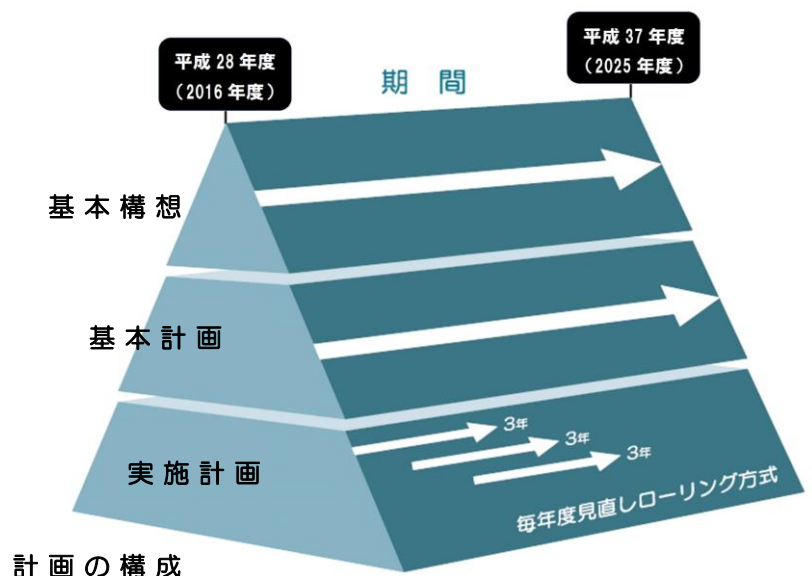 平成 28 年度
（2016 年度）
平成 37 年度
（2025 年度）
期 間
基本構想
基本計画
実施計画
3年
3年
3年
毎年度見直しローリング方式
計画の構成